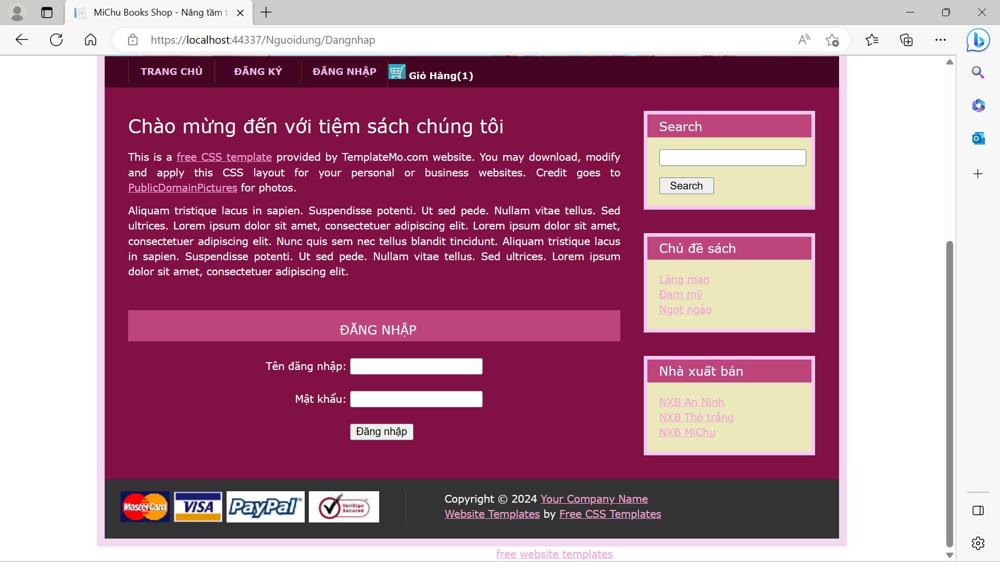 MiChu Books Shop - Nâng tầm t
https://localhost:44337/Nguoidung/Dangnhap
TRANG CHỦ
ĐĂNG KÝ
ĐĂNG NHẬP
Giỏ Hàng(1)
Chào mừng đến với tiệm sách chúng tôi
This is a free CSS template provided by TemplateMo.com website. You may download, modify
and apply this CSS layout for your personal or business websites. Credit goes to
PublicDomainPictures for photos.
Aliquam tristique lacus in sapien. Suspendisse potenti. Ut sed pede. Nullam vitae tellus. Sed
ultrices. Lorem ipsum dolor sit amet, consectetuer adipiscing elit. Lorem ipsum dolor sit amet,
consectetuer adipiscing elit. Nunc quis sem nec tellus blandit tincidunt. Aliquam tristique lacus
in sapien. Suspendisse potenti. Ut sed pede. Nullam vitae tellus. Sed ultrices. Lorem ipsum
dolor sit amet, consectetuer adipiscing elit.
ĐĂNG NHẬP
Tên đăng nhập:
Mật khẩu:
Đăng nhập
Search
Search
Chủ đề sách
Lãng mạn
Đam mỹ
Ngọt ngào
Nhà xuất bản
NXB An Ninh
NXB Thỏ trắng
NXB MiChu
MasterCard
VISA
PayPal
VeriSign
Secured
Copyright © 2024 Your Company Name
Website Templates by Free CSS Templates
free website templates